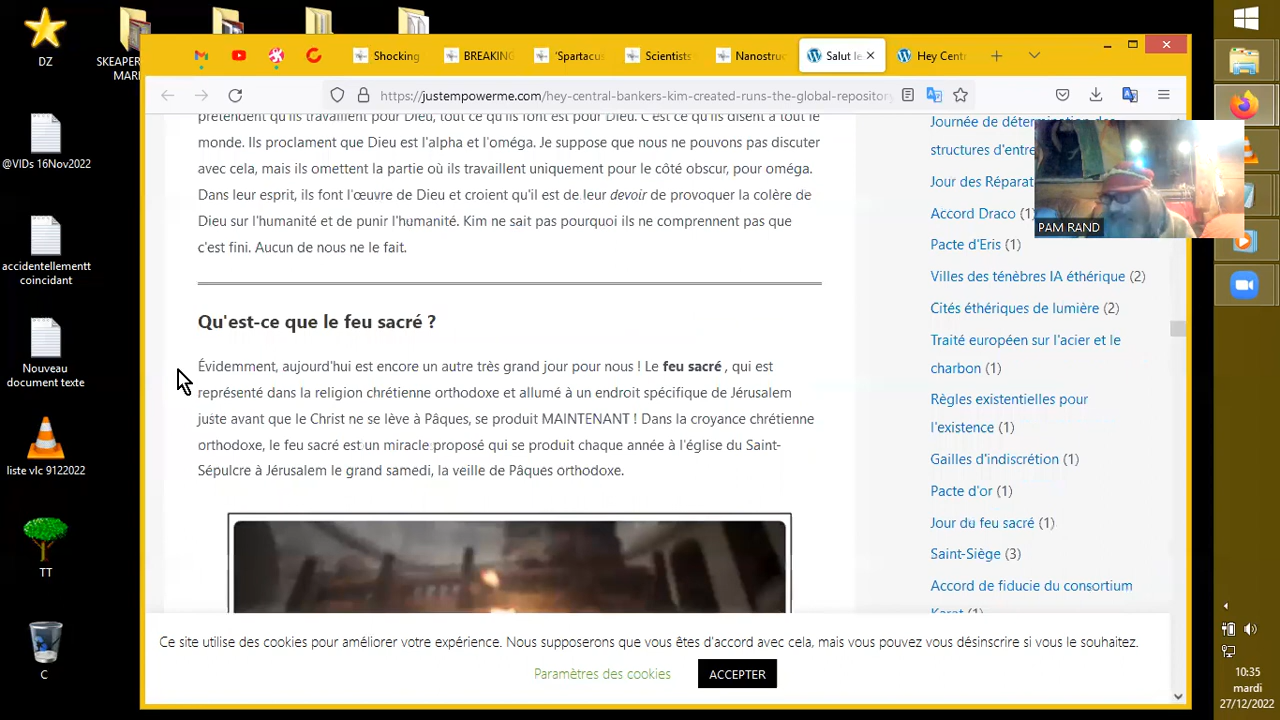 DZ
SKEAPER
MARI
@VIDs 16Nov2022
accidentellementt
coincidant
Nouveau
document texte
liste vlc 9122022
TT
C
Shocking
BREAKING
'Spartacus
Scientists
Nanostruc
Salut le
Hey Centr
https://justempowerme.com/hey-central-bankers-kim-created-runs-the-global-repository
prétendent qu'ils travaillent pour Dieu, tout ce qu'ils font est pour Dieu. C'est ce qu'ils disent à tout le
monde. Ils proclament que Dieu est l'alpha et l'oméga. Je suppose que nous ne pouvons pas discuter
avec cela, mais ils omettent la partie où ils travaillent uniquement pour le côté obscur, pour oméga.
Dans leur esprit, ils font l'œuvre de Dieu et croient qu'il est de leur devoir de provoquer la colère de
Dieu sur l'humanité et de punir l'humanité. Kim ne sait pas pourquoi ils ne comprennent pas que
c'est fini. Aucun de nous ne le fait.
Qu'est-ce que le feu sacré ?
Évidemment, aujourd'hui est encore un autre très grand jour pour nous ! Le feu sacré , qui est
représenté dans la religion chrétienne orthodoxe et allumé à un endroit spécifique de Jérusalem
juste avant que le Christ ne se lève à Pâques, se produit MAINTENANT ! Dans la croyance chrétienne
orthodoxe, le feu sacré est un miracle proposé qui se produit chaque année à l'église du Saint-
Sépulcre à Jérusalem le grand samedi, la veille de Pâques orthodoxe.
Journée de détermination des
structures d'entre
Jour des Réparat
Accord Draco (1)
Pacte d'Eris (1)
Villes des ténèbres IA éthérique (2)
Cités éthériques de lumière (2)
Traité européen sur l'acier et le
charbon (1)
Règles existentielles pour
l'existence (1)
Gailles d'indiscrétion (1)
Pacte d'or (1)
Jour du feu sacré (1)
Saint-Siège (3)
Accord de fiducie du consortium
Karat (1)
PAM RAND
Ce site utilise des cookies pour améliorer votre expérience. Nous supposerons que vous êtes d'accord avec cela, mais vous pouvez vous désinscrire si vous le souhaitez.
Paramètres des cookies
ACCEPTER
10:35
mardi
27/12/2022